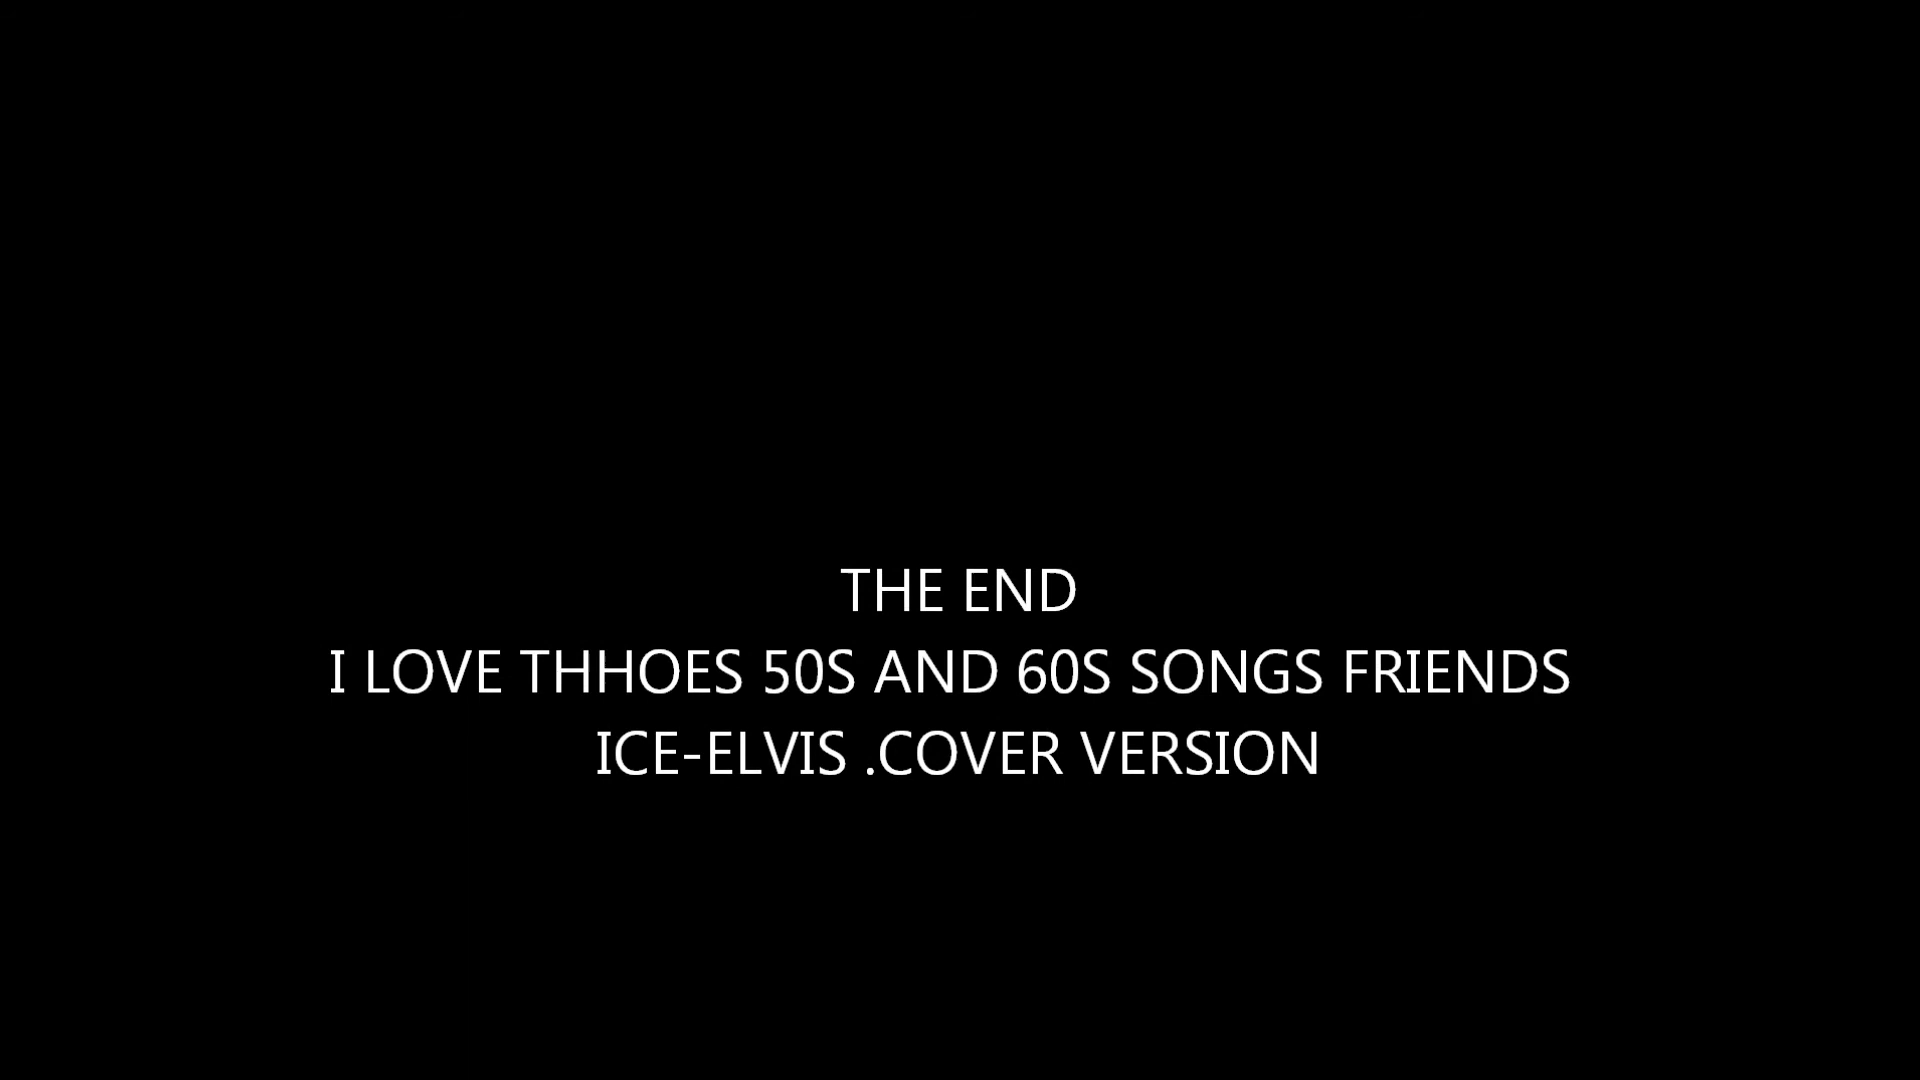 THE END
I LOVE THHOES 50S AND 60S SONGS FRIENDS
ICE-ELVIS .COVER VERSION